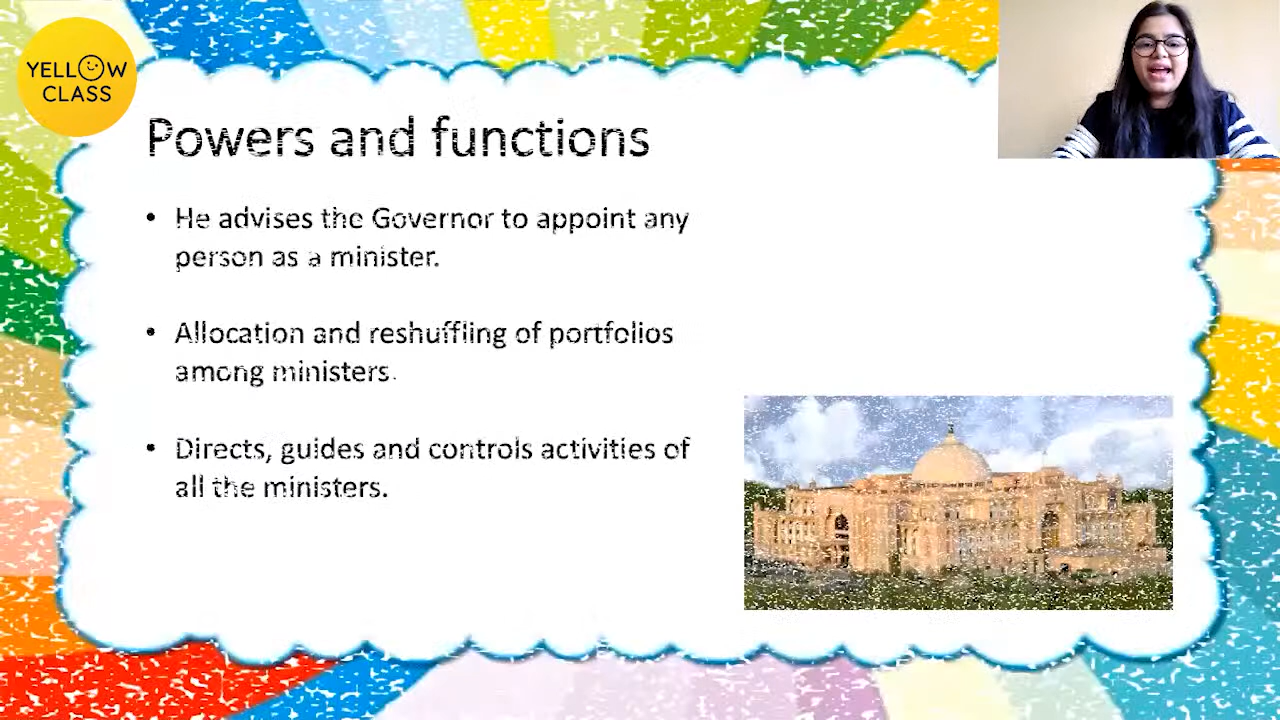 YELLOW
CLASS
Powers and functions
• He advises the Governor to appoint any
person as a minister.
• Allocation and reshuffling of portfolios
among ministers.
• Directs, guides and controls activities of
all the ministers.